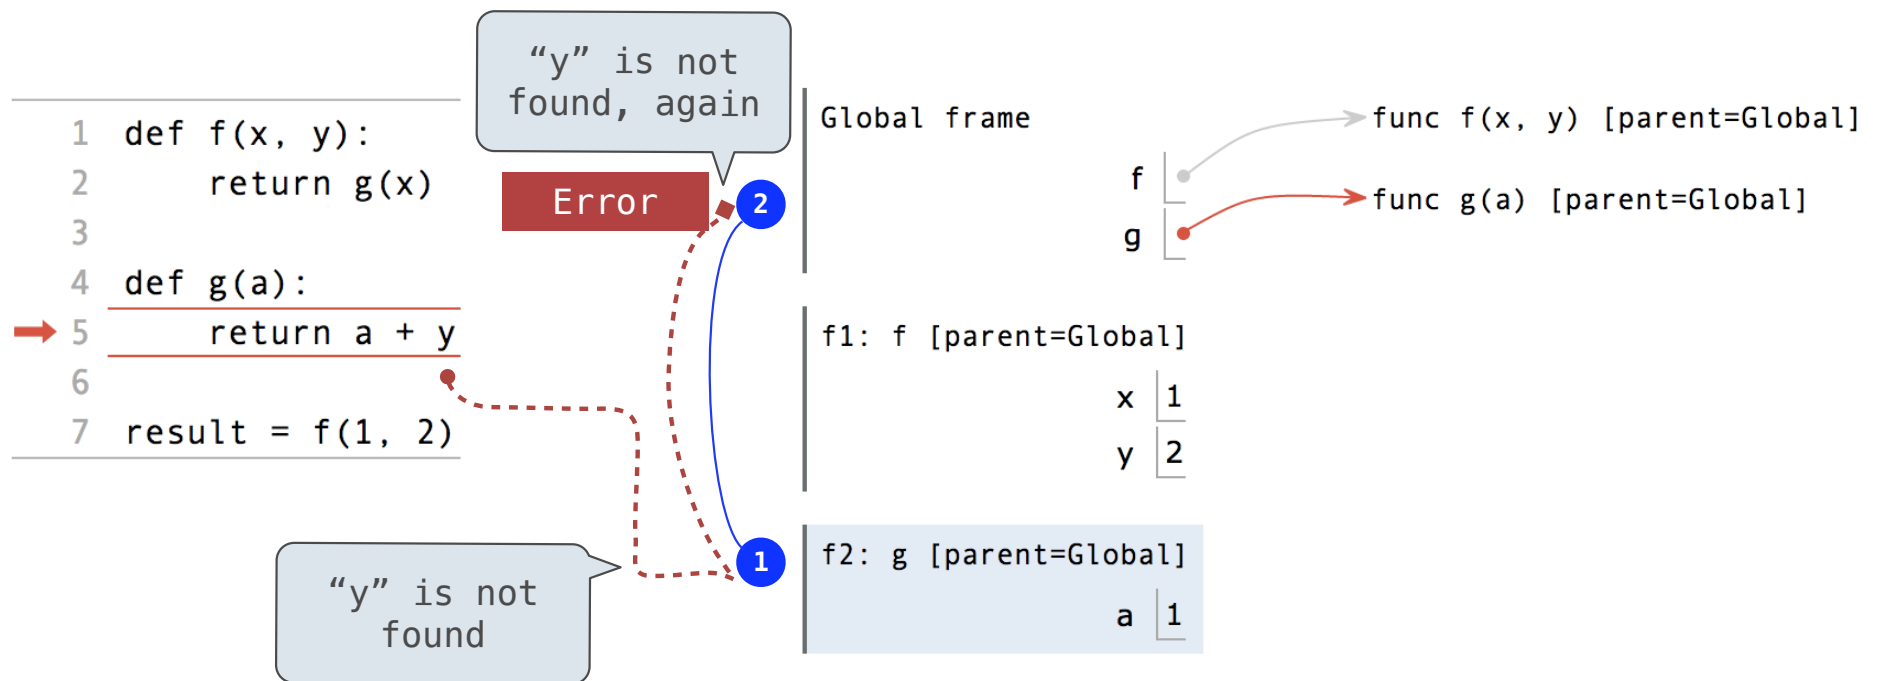 “y” is not
found, again
1 def f(x, y):
2     return g(x)
3
4 def g(a):
5     return a + y
6
7 result = f(1, 2)
Error
2
1
“y” is not
found
Global frame
f
g
func f(x, y) [parent=Global]
func g(a) [parent=Global]
f1: f [parent=Global]
x 1
y 2
f2: g [parent=Global]
a 1